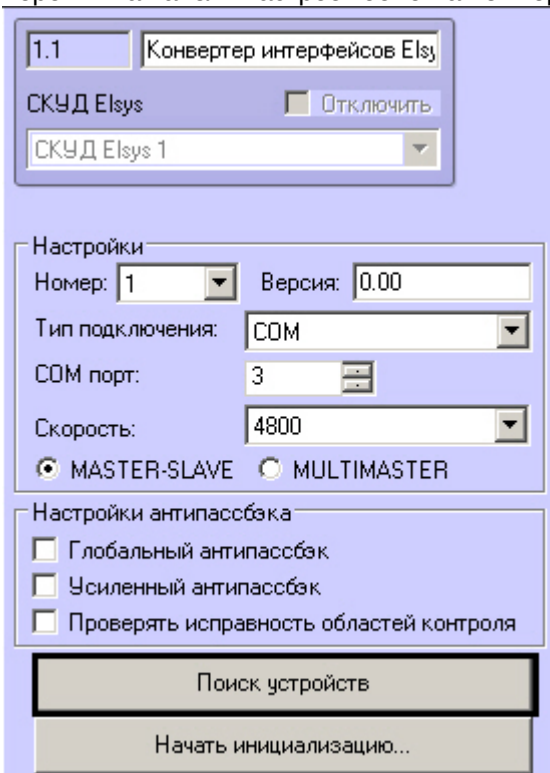 1.1 Конвертер интерфейсов Elsy
СКУД Elsys Отключить
СКУД Elsys 1
Настройки
Номер: 1 Версия: 0.00
Тип подключения: COM
COM порт: 3
Скорость: 4800
MASTER-SLAVE MULTIMASTER
Настройки антипассбэка
Глобальный антипассбэк
Усиленный антипассбэк
Проверять исправность областей контроля
Поиск устройств
Начать инициализацию...